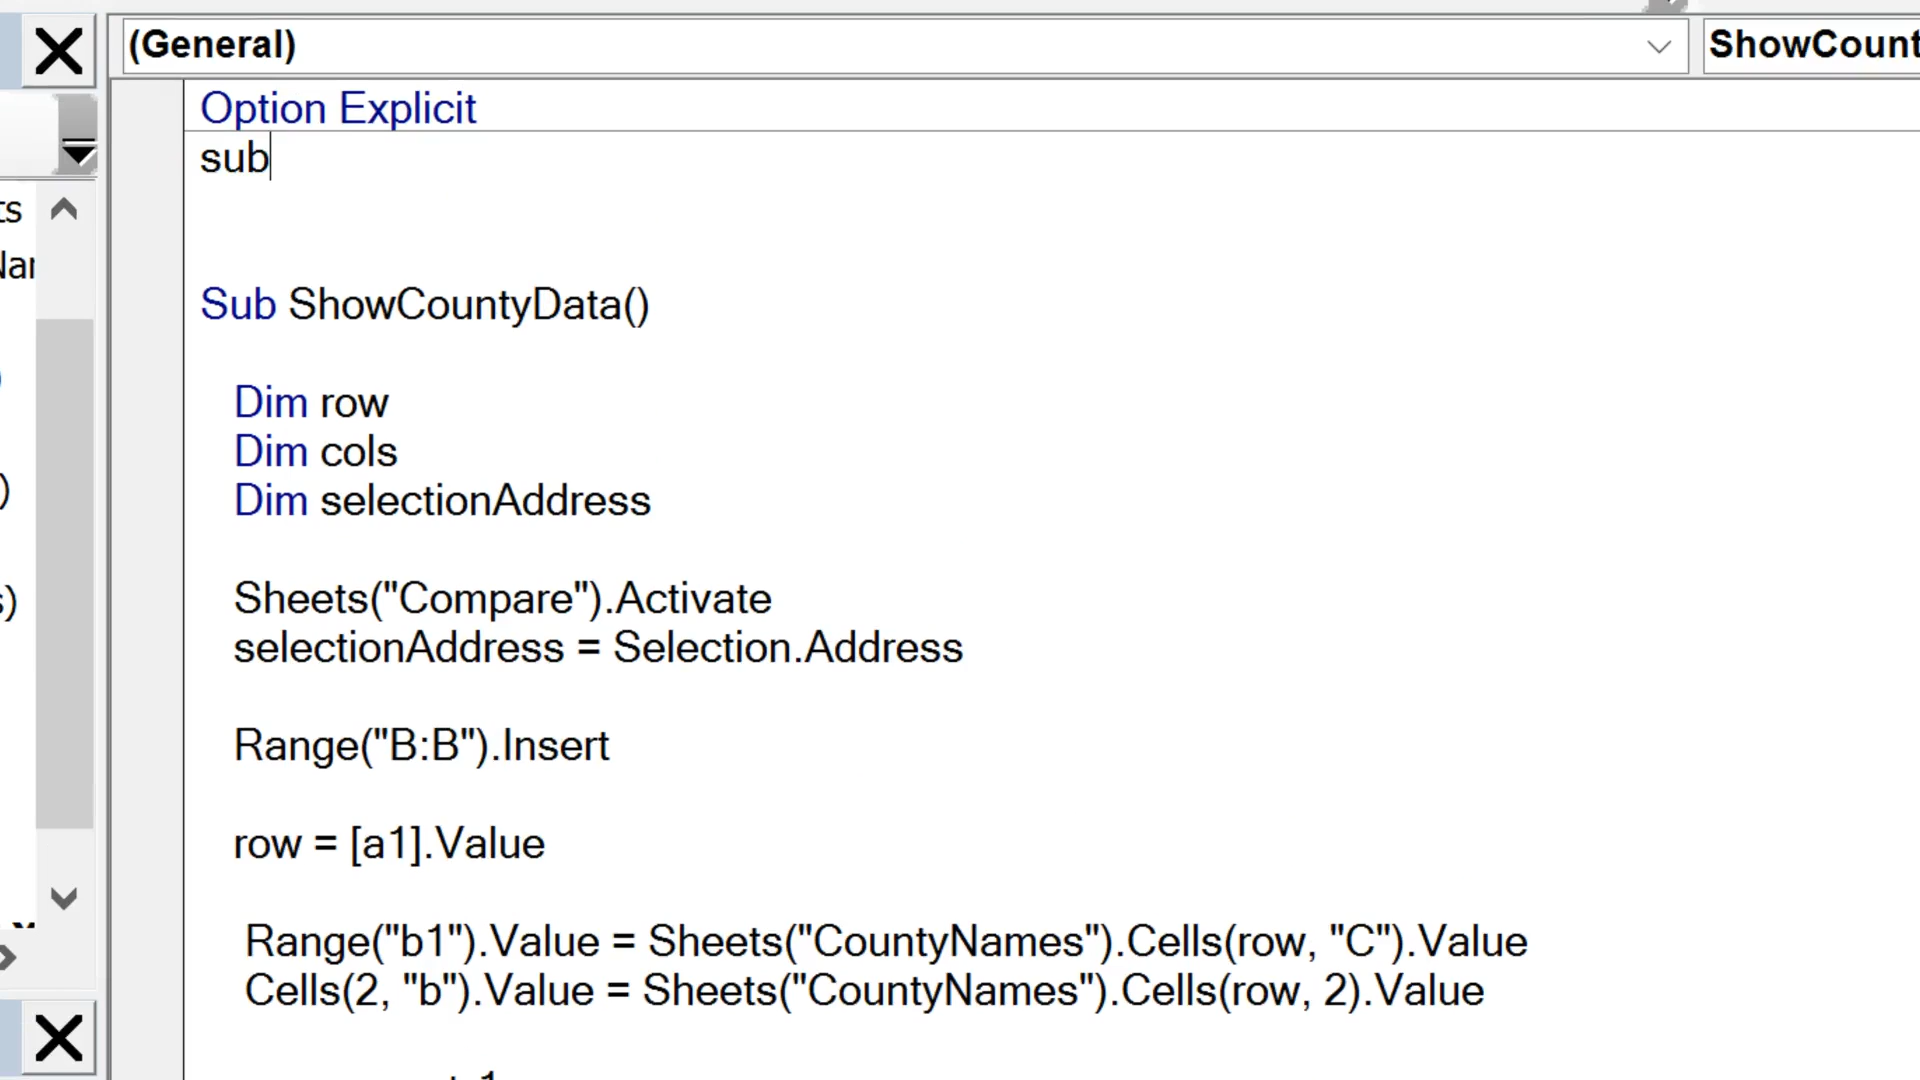 (General)
ShowCount
Option Explicit
sub
Sub ShowCountyData()
Dim row
Dim cols
Dim selectionAddress
Sheets("Compare").Activate
selectionAddress = Selection.Address
Range("B:B").Insert
row = [a1].Value
Range("b1").Value = Sheets("CountyNames").Cells(row, "C").Value
Cells(2, "b").Value = Sheets("CountyNames").Cells(row, 2).Value